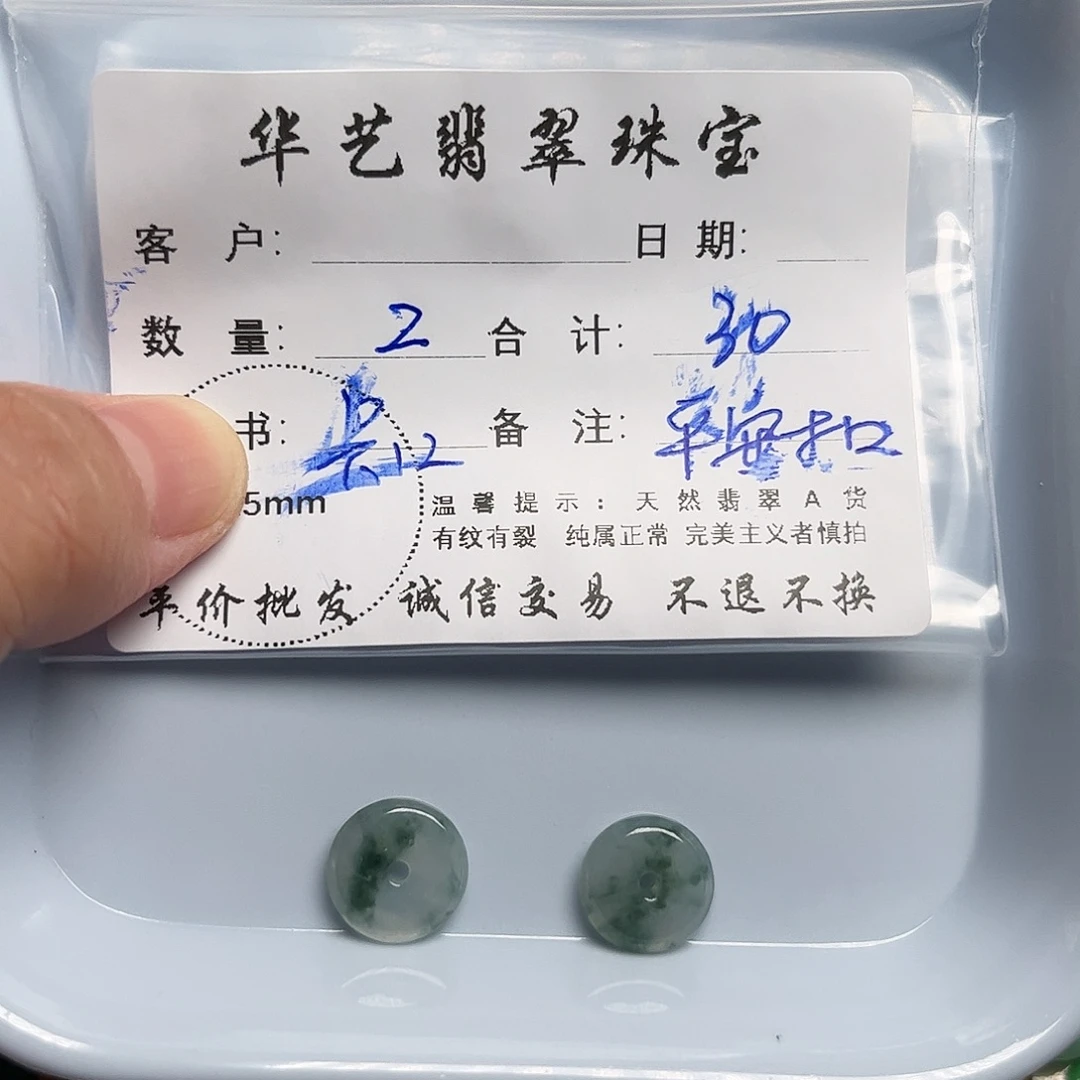 华艺翡翠珠宝
客 户: 日 期:
数 量: 2 合 计: 30
书: 备 注: 平安扣
5mm 温馨提示:天然翡翠A货
有纹有裂 纯属正常 完美主义者慎拍
平价批发 诚信交易 不退不换